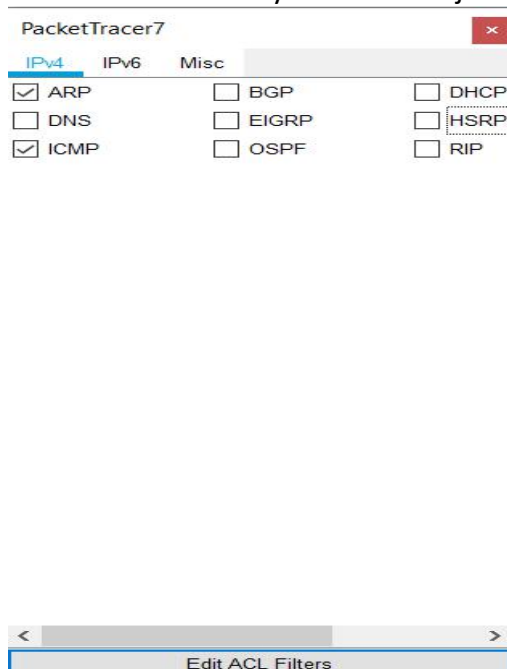 PacketTracer7
IPv4 IPv6 Misc
ARP BGP DHCP
DNS EIGRP HSRP
ICMP OSPF RIP
Edit ACL Filters